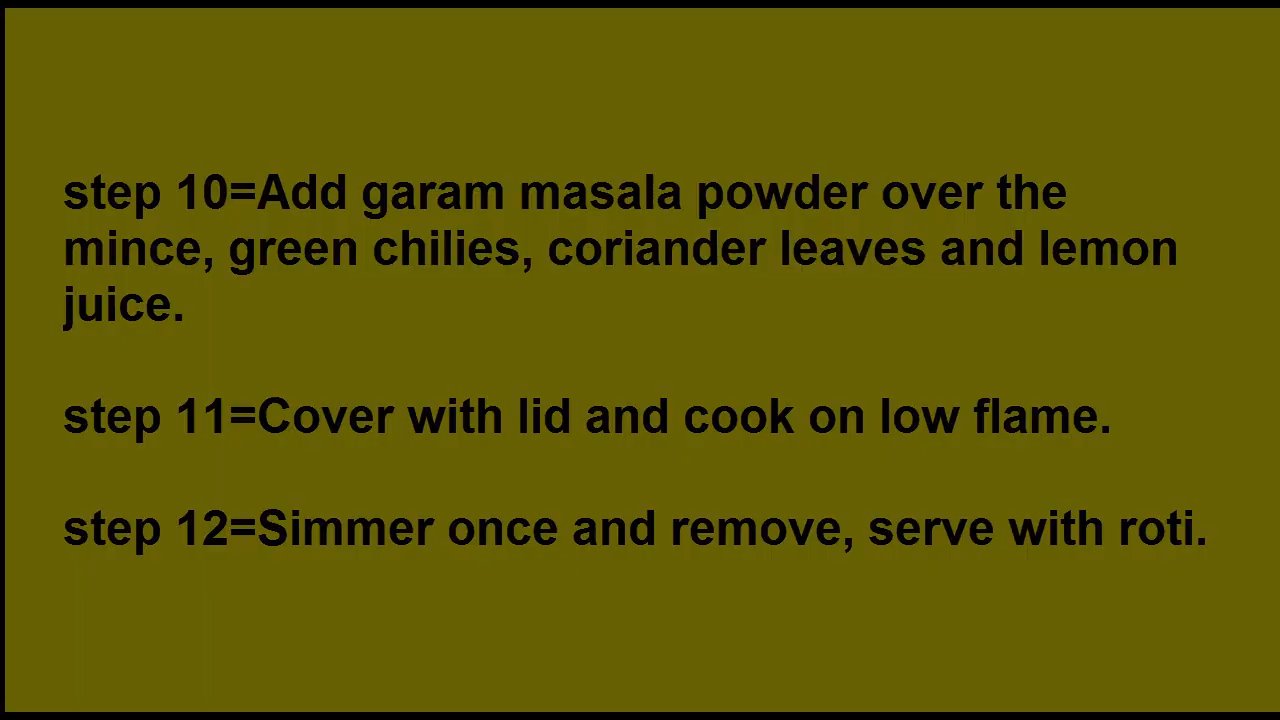 step 10=Add garam masala powder over the
mince, green chilies, coriander leaves and lemon
juice.
step 11=Cover with lid and cook on low flame.
step 12=Simmer once and remove, serve with roti.